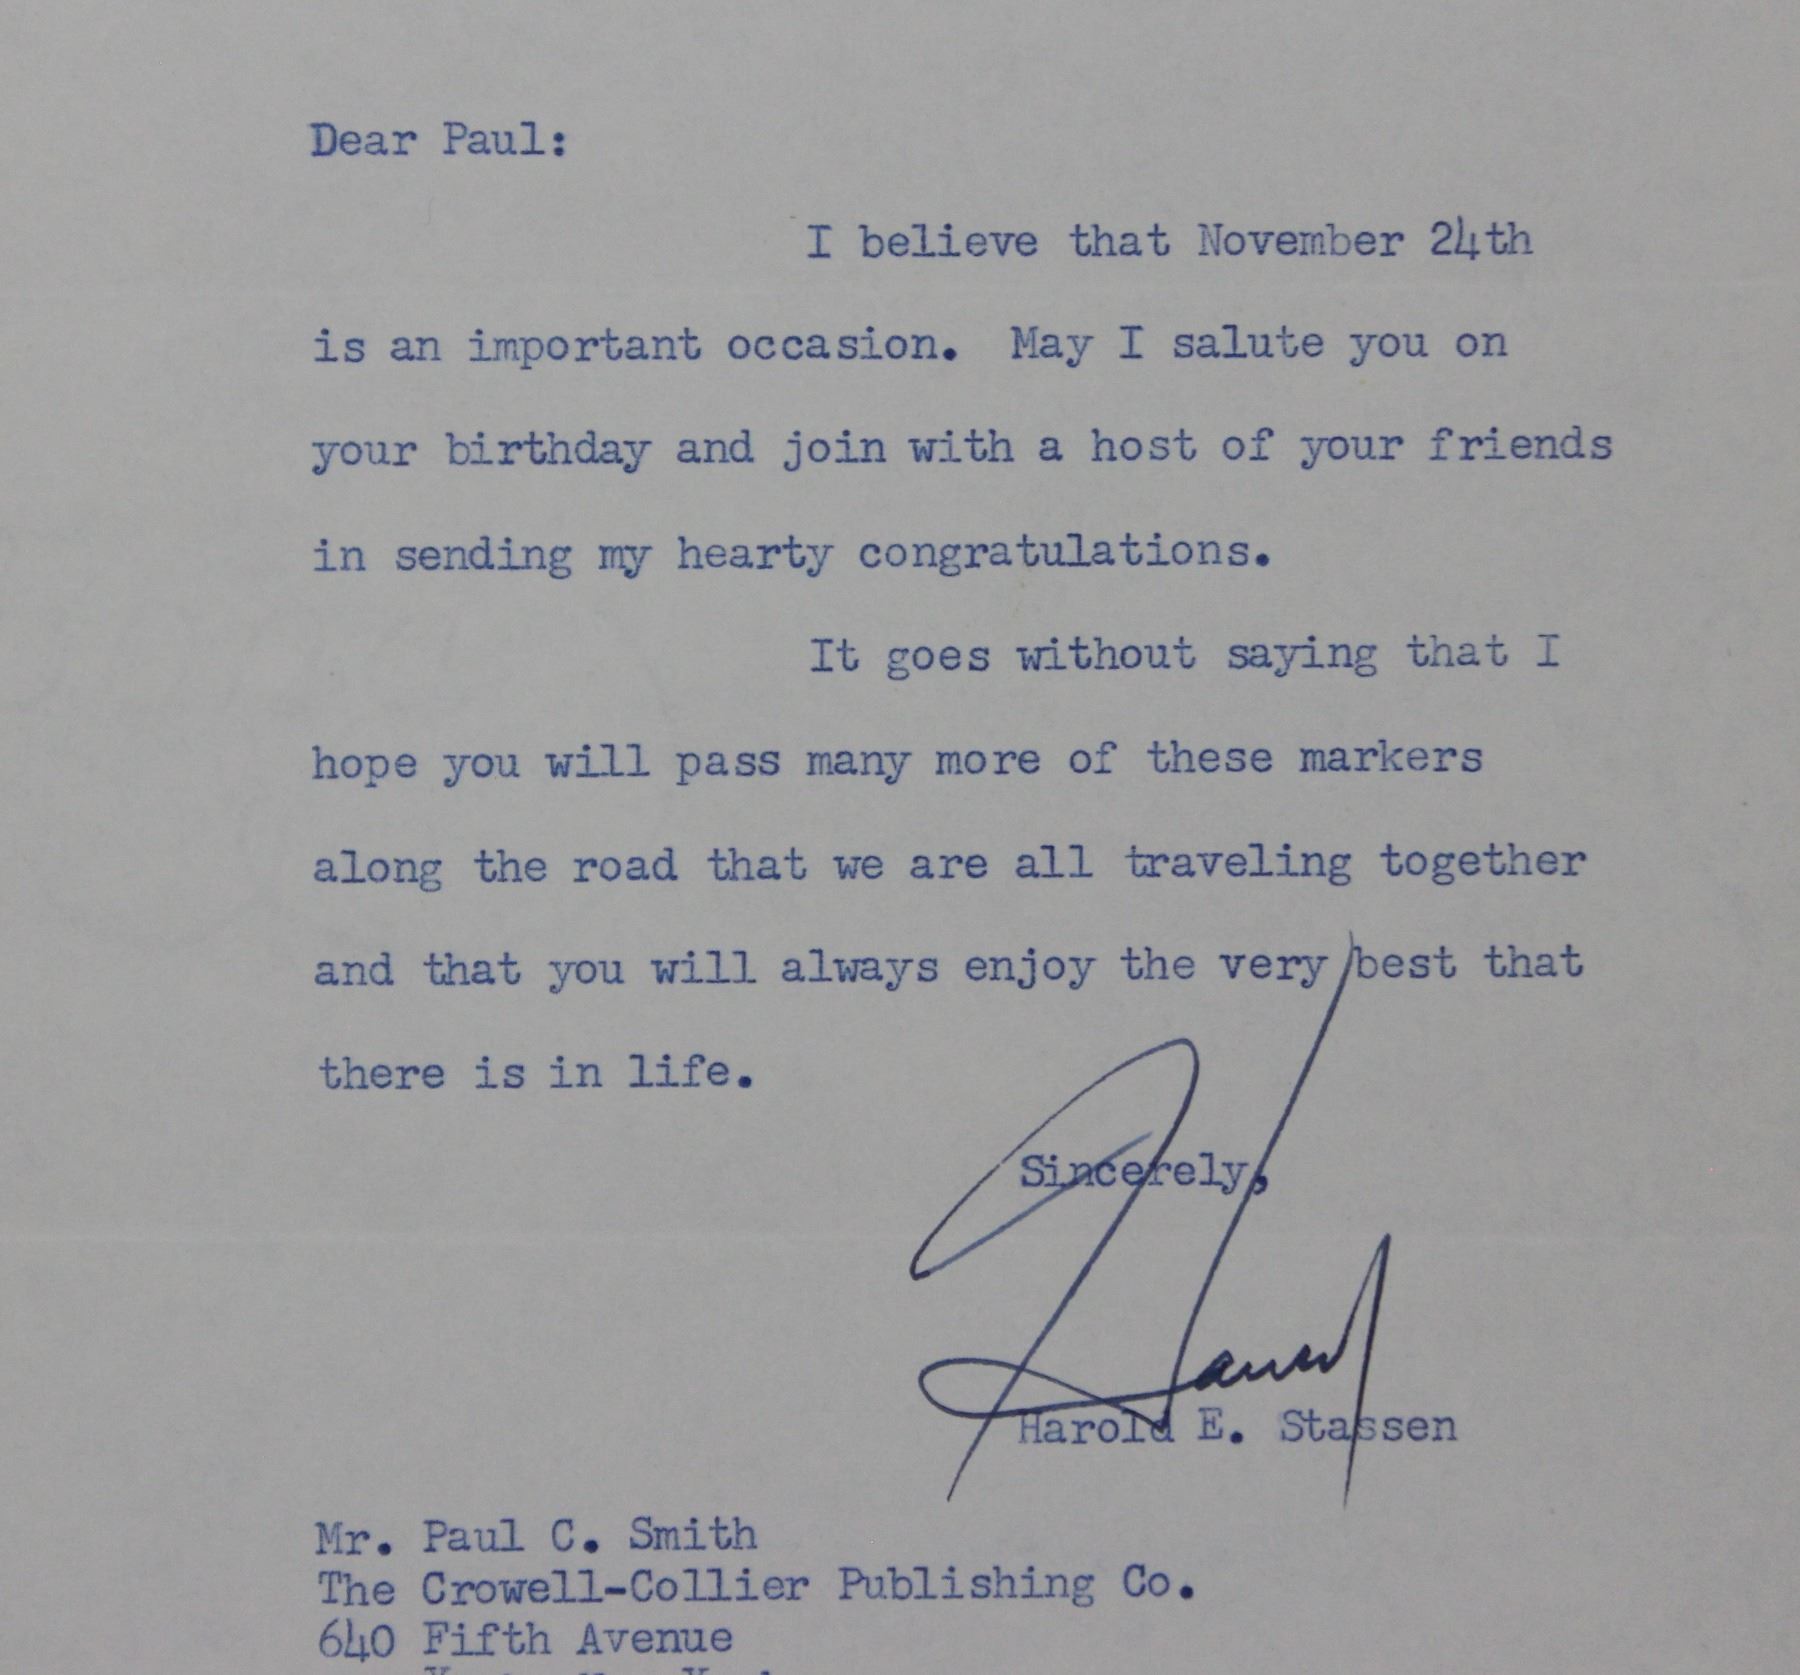 Dear Paul:
I believe that November 24th
is an important occasion. May I salute you on
your birthday and join with a host of your friends
in sending my hearty congratulations.
It goes without saying that I
hope you will pass many more of these markers
along the road that we are all traveling together
and that you will always enjoy the very best that
there is in life.
Sincerely,
Harold
Harold E. Stassen
Mr. Paul C. Smith
The Crowell-Collier Publishing Co.
640 Fifth Avenue